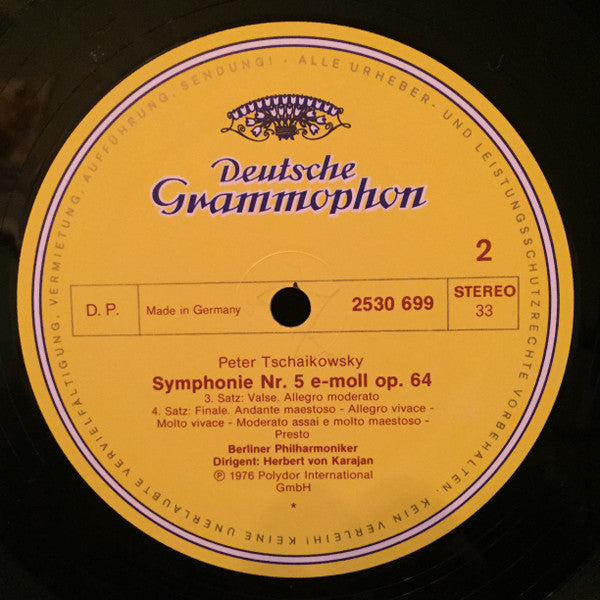 ALLE URHEBER- UND LEISTUNGSSCHUTZRECHTE VORBEHALTEN. KEIN VERLEIH! KEINE UNERLAUBTE VERVIELFÄLTIGUNG, VERMIETUNG, AUFFÜHRUNG, SENDUNG! ·
Deutsche
Grammophon
2
D. P.
Made in Germany
2530 699
STEREO
33
Peter Tschaikowsky
Symphonie Nr. 5 e-moll op. 64
3. Satz: Valse. Allegro moderato
4. Satz: Finale. Andante maestoso - Allegro vivace -
Molto vivace - Moderato assai e molto maestoso -
Presto
Berliner Philharmoniker
Dirigent: Herbert von Karajan
℗ 1976 Polydor International
GmbH
*